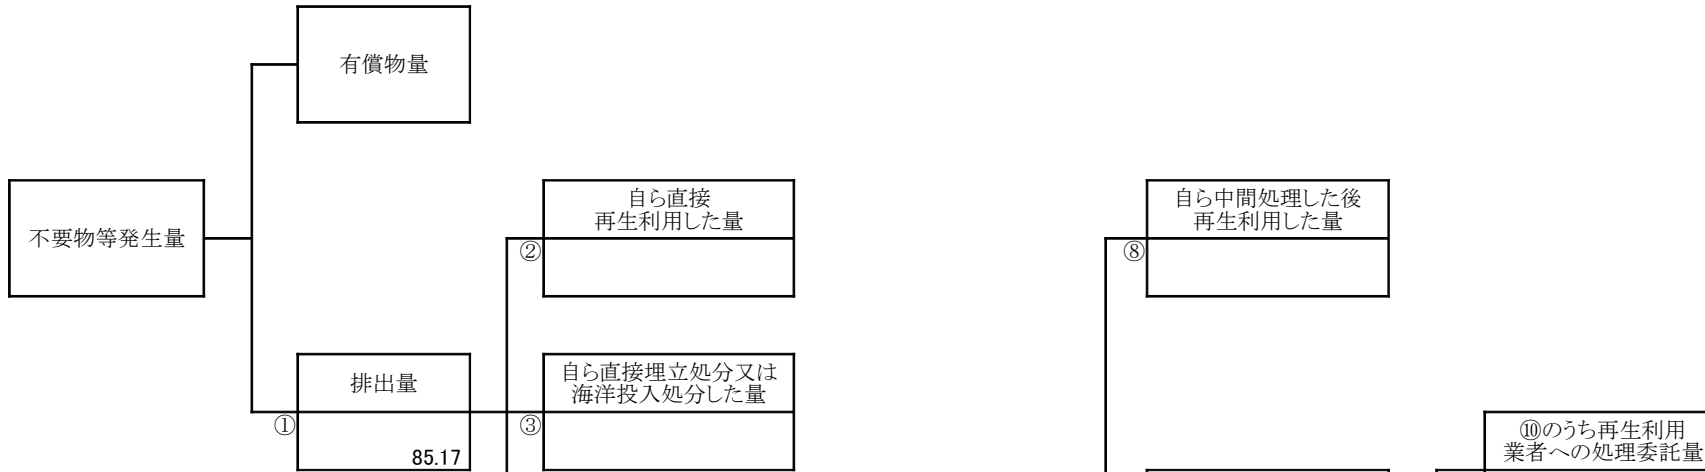 有償物量
不要物等発生量
自ら直接
再生利用した量
②
自ら中間処理した後
再生利用した量
⑧
排出量
①
85.17
自ら直接埋立処分又は
海洋投入処分した量
③
⑩のうち再生利用
業者への処理委託量